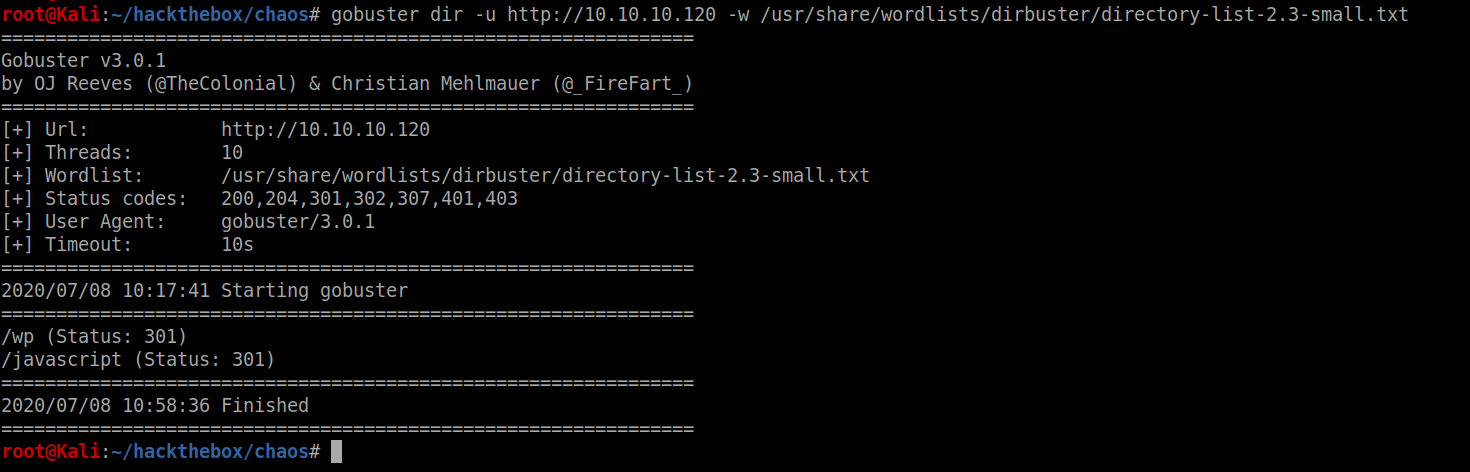 root@Kali:~/hackthebox/chaos# gobuster dir -u http://10.10.10.120 -w /usr/share/wordlists/dirbuster/directory-list-2.3-small.txt
===============================================================
Gobuster v3.0.1
by OJ Reeves (@TheColonial) & Christian Mehlmauer (@_FireFart_)
===============================================================
[+] Url:            http://10.10.10.120
[+] Threads:        10
[+] Wordlist:       /usr/share/wordlists/dirbuster/directory-list-2.3-small.txt
[+] Status codes:   200,204,301,302,307,401,403
[+] User Agent:     gobuster/3.0.1
[+] Timeout:        10s
===============================================================
2020/07/08 10:17:41 Starting gobuster
===============================================================
/wp (Status: 301)
/javascript (Status: 301)
===============================================================
2020/07/08 10:58:36 Finished
===============================================================
root@Kali:~/hackthebox/chaos#